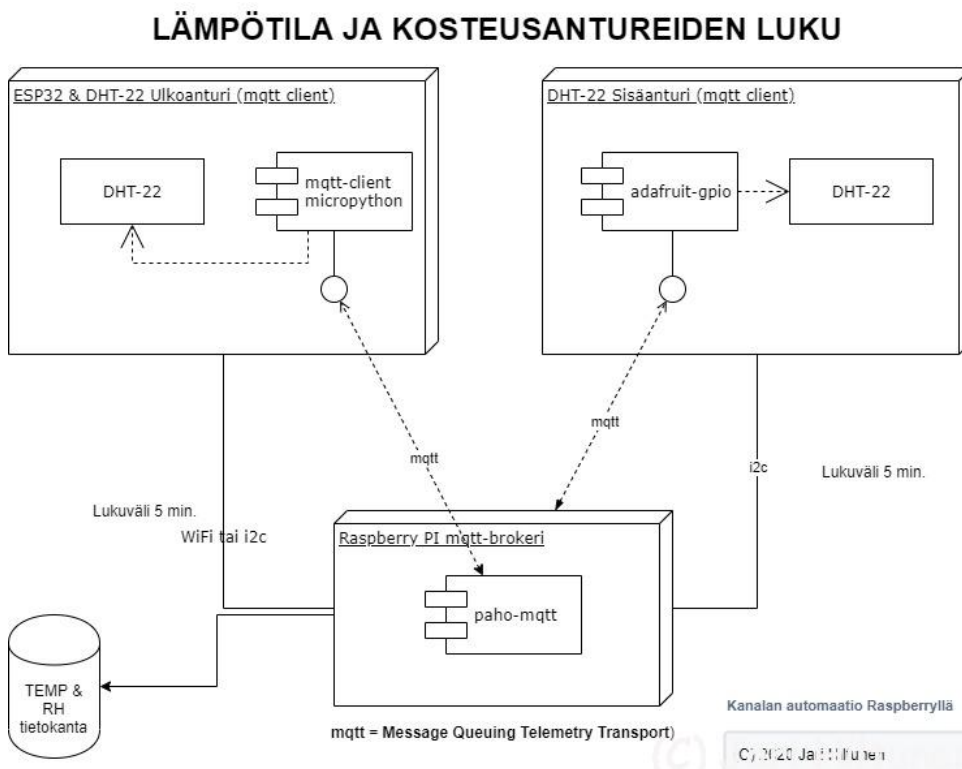 LÄMPÖTILA JA KOSTEUSANTUREIDEN LUKU
ESP32 & DHT-22 Ulkoanturi (mqtt client)
DHT-22
mqtt-client
micropython
DHT-22 Sisäanturi (mqtt client)
adafruit-gpio
DHT-22
mqtt
mqtt
i2c
Lukuväli 5 min.
Lukuväli 5 min.
WiFi tai i2c
Raspberry PI mqtt-brokeri
paho-mqtt
TEMP &
RH
tietokanta
mqtt = Message Queuing Telemetry Transport)
Kanalan automaatio Raspberryllä
(C)